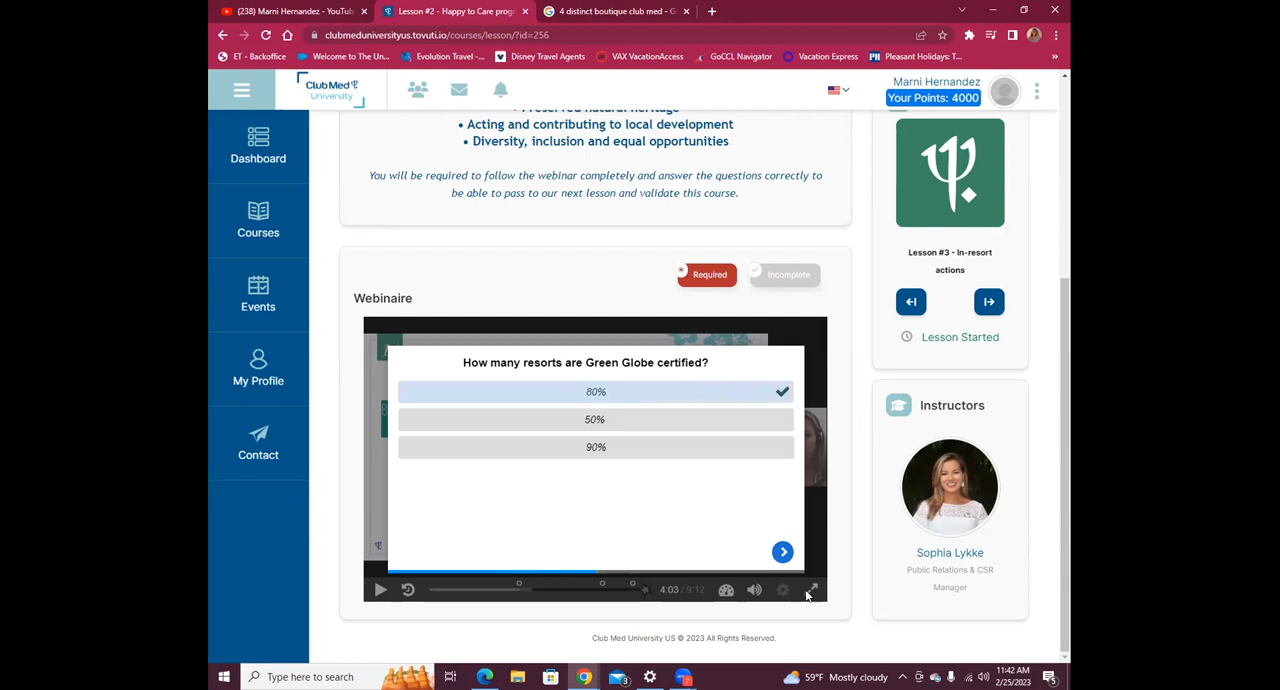 (238) Marni Hernandez - YouTub
Lesson #2 - Happy to Care prog
4 distinct boutique club med - G
clubmeduniversityus.tovuti.io/courses/lesson/?id=256
ET - Backoffice
Welcome to The Un...
Evolution Travel -...
Disney Travel Agents
VAX VacationAccess
GoCCL Navigator
Vacation Express
Pleasant Holidays: T...
Club Med
University
Marni Hernandez
Your Points: 4000
Dashboard
Courses
Events
My Profile
Contact
• Preserved natural heritage
• Acting and contributing to local development
• Diversity, inclusion and equal opportunities
You will be required to follow the webinar completely and answer the questions correctly to
be able to pass to our next lesson and validate this course.
Required
Incomplete
Webinaire
How many resorts are Green Globe certified?
80%
50%
90%
4:03 / 9:12
Lesson #3 - In-resort
actions
Lesson Started
Instructors
Sophia Lykke
Public Relations & CSR
Manager
Club Med University US © 2023 All Rights Reserved.
Type here to search
59°F Mostly cloudy
11:42 AM
2/25/2023